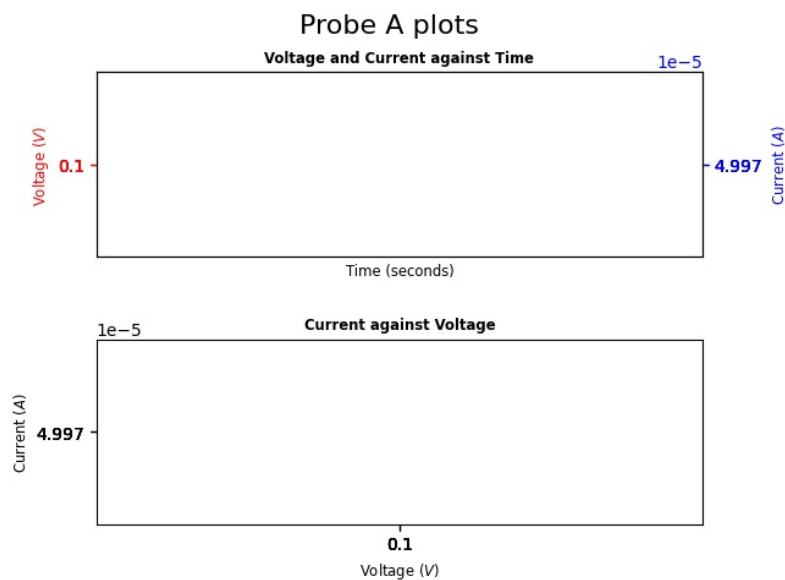 Probe A plots
Voltage and Current against Time
1e−5
Voltage (V)
0.1
4.997
Current (A)
Time (seconds)
Current against Voltage
1e−5
Current (A)
4.997
0.1
Voltage (V)